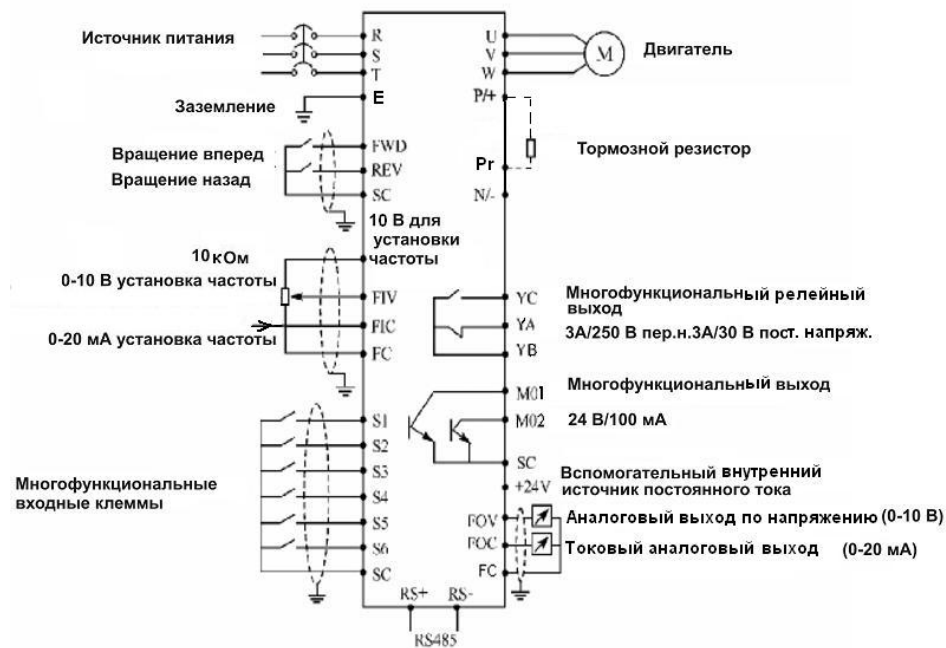 Источник питания
R
S
T
E
Заземление
Вращение вперед
Вращение назад
FWD
REV
SC
10 В для
установки
частоты
10 кОм
0-10 В установка частоты
FIV
0-20 мА установка частоты
FIC
FC
Многофункциональные
входные клеммы
S1
S2
S3
S4
S5
S6
SC
RS+ RS-
RS485
U
V
W
M
Двигатель
P/+
Pr
Тормозной резистор
N/-
YC
YA
YB
Многофункциональный релейный
выход
3А/250 В пер.н.3А/30 В пост. напряж.
M01
Многофункциональный выход
M02
24 В/100 мА
SC
+24V
Вспомогательный внутренний
источник постоянного тока
FOV
Аналоговый выход по напряжению (0-10 В)
FOC
Токовый аналоговый выход (0-20 мА)
FC